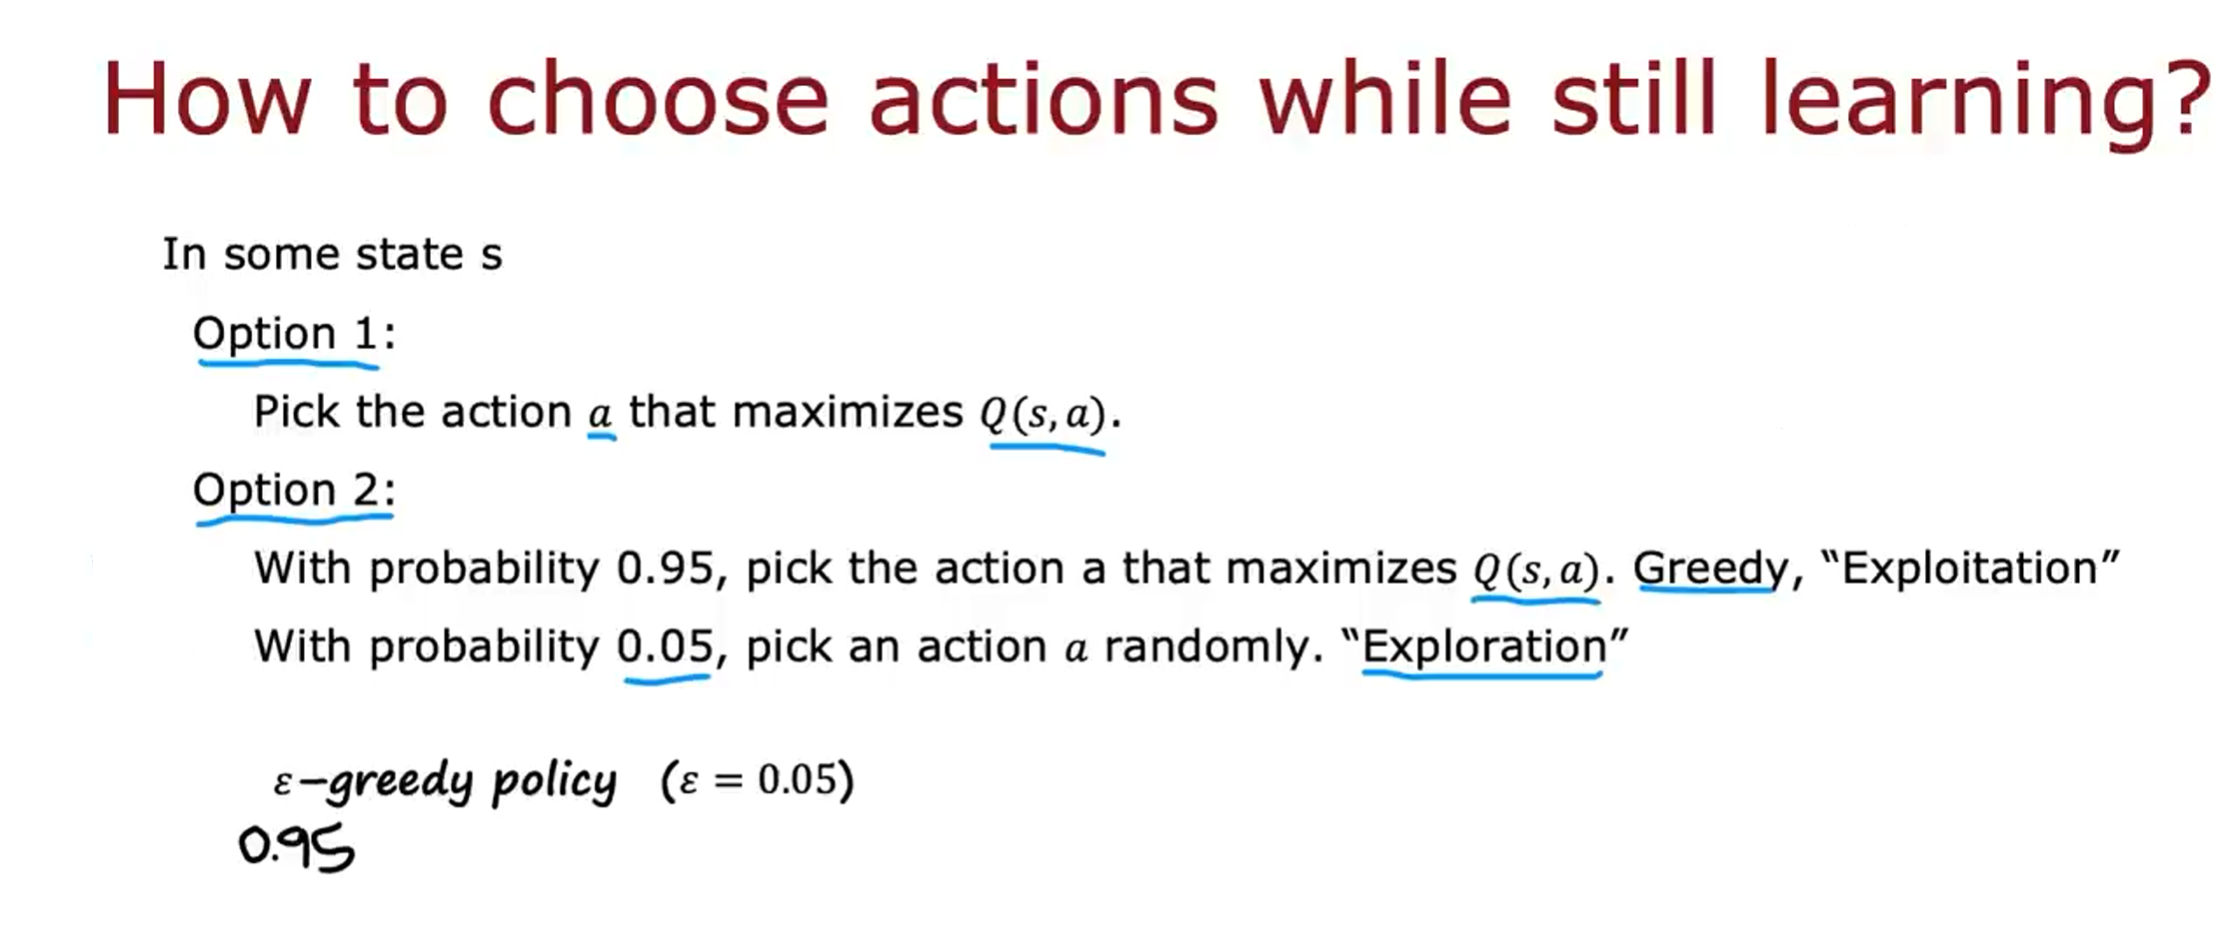 How to choose actions while still learning?
In some state s
Option 1:
Pick the action a that maximizes Q(s, a).
Option 2:
With probability 0.95, pick the action a that maximizes Q(s, a). Greedy, “Exploitation”
With probability 0.05, pick an action a randomly. “Exploration”
ε−greedy policy (ε = 0.05)
0.95